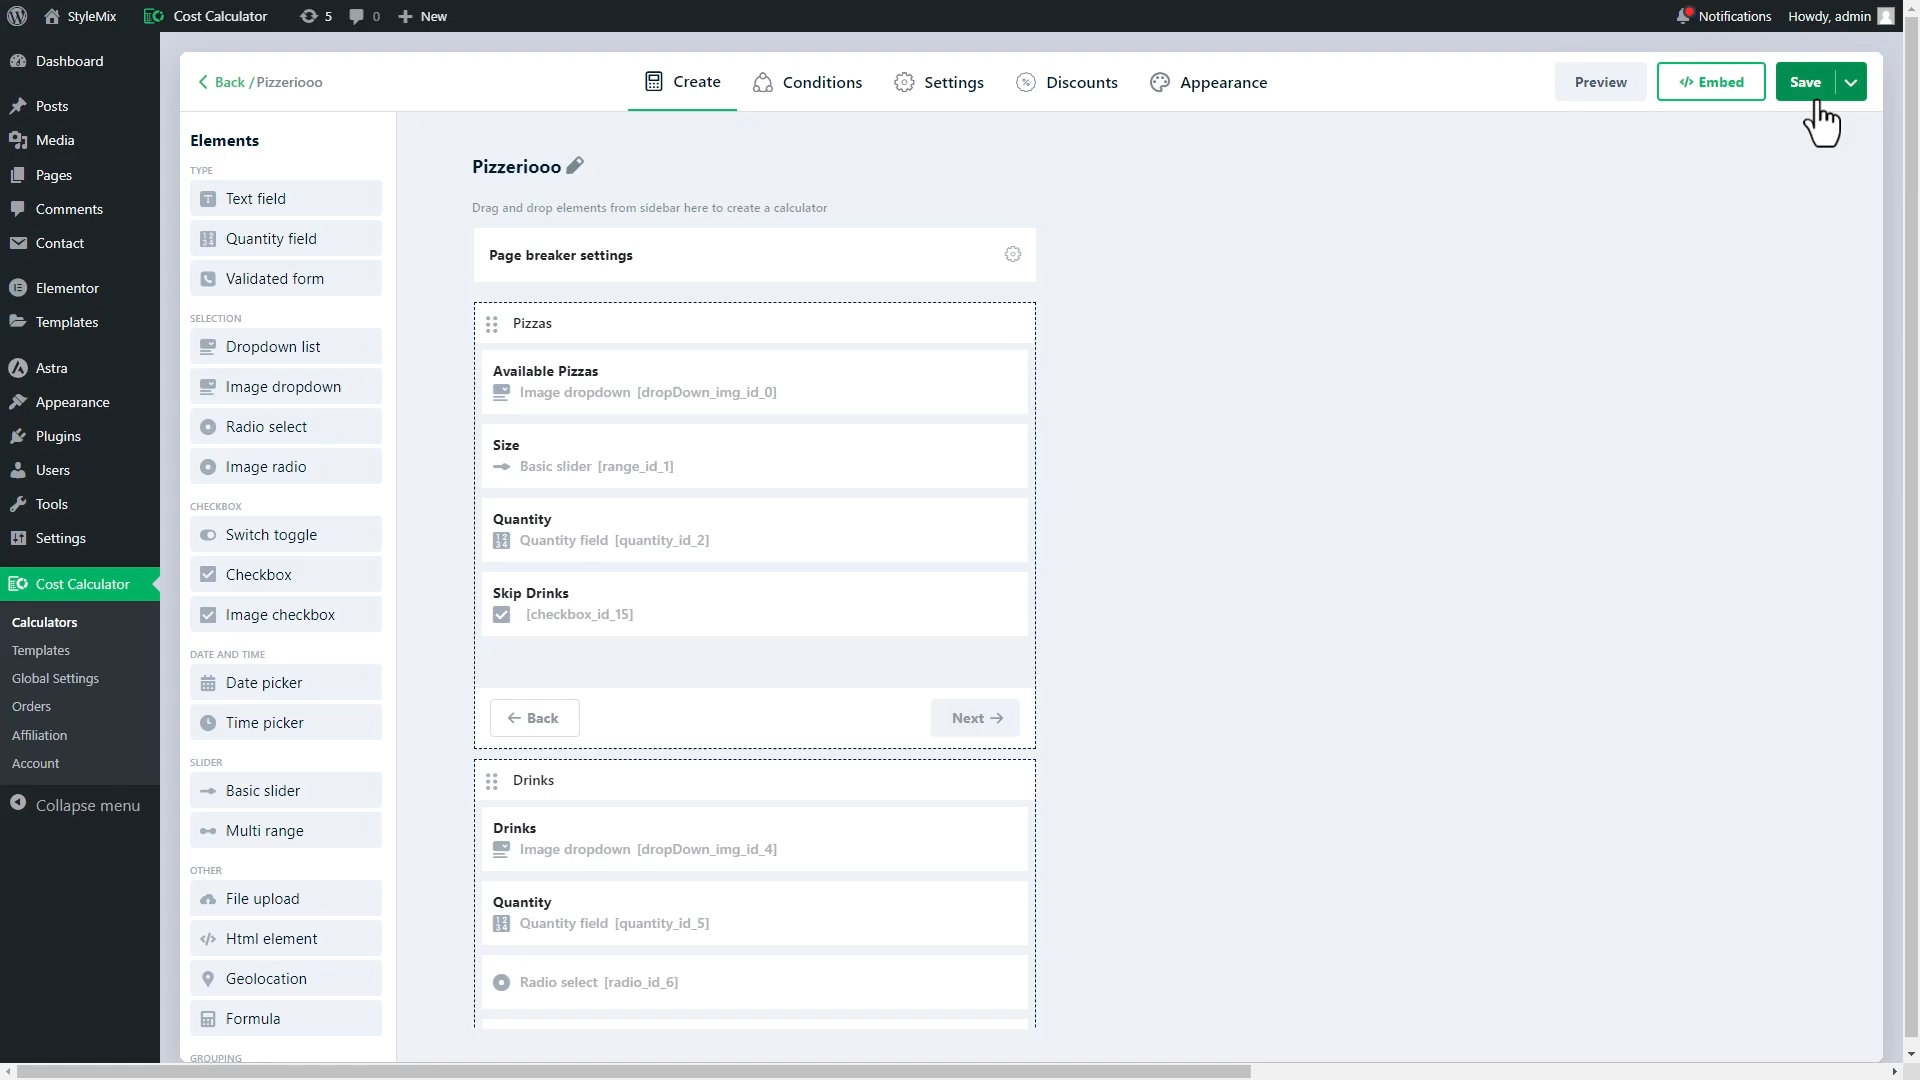 StyleMix
Cost Calculator
5
0
New
Notifications
Howdy, admin
Dashboard
Posts
Media
Pages
Comments
Contact
Elementor
Templates
Astra
Appearance
Plugins
Users
Tools
Settings
Cost Calculator
Calculators
Templates
Global Settings
Orders
Affiliation
Account
Collapse menu
Back / Pizzeriooo
Create
Conditions
Settings
Discounts
Appearance
Preview
</> Embed
Save
Elements
TYPE
Text field
Quantity field
Validated form
SELECTION
Dropdown list
Image dropdown
Radio select
Image radio
CHECKBOX
Switch toggle
Checkbox
Image checkbox
DATE AND TIME
Date picker
Time picker
SLIDER
Basic slider
Multi range
OTHER
File upload
Html element
Geolocation
Formula
GROUPING
Pizzeriooo
Drag and drop elements from sidebar here to create a calculator
Page breaker settings
Pizzas
Available Pizzas
Image dropdown [dropDown_img_id_0]
Size
Basic slider [range_id_1]
Quantity
Quantity field [quantity_id_2]
Skip Drinks
[checkbox_id_15]
← Back
Next →
Drinks
Drinks
Image dropdown [dropDown_img_id_4]
Quantity
Quantity field [quantity_id_5]
Radio select [radio_id_6]